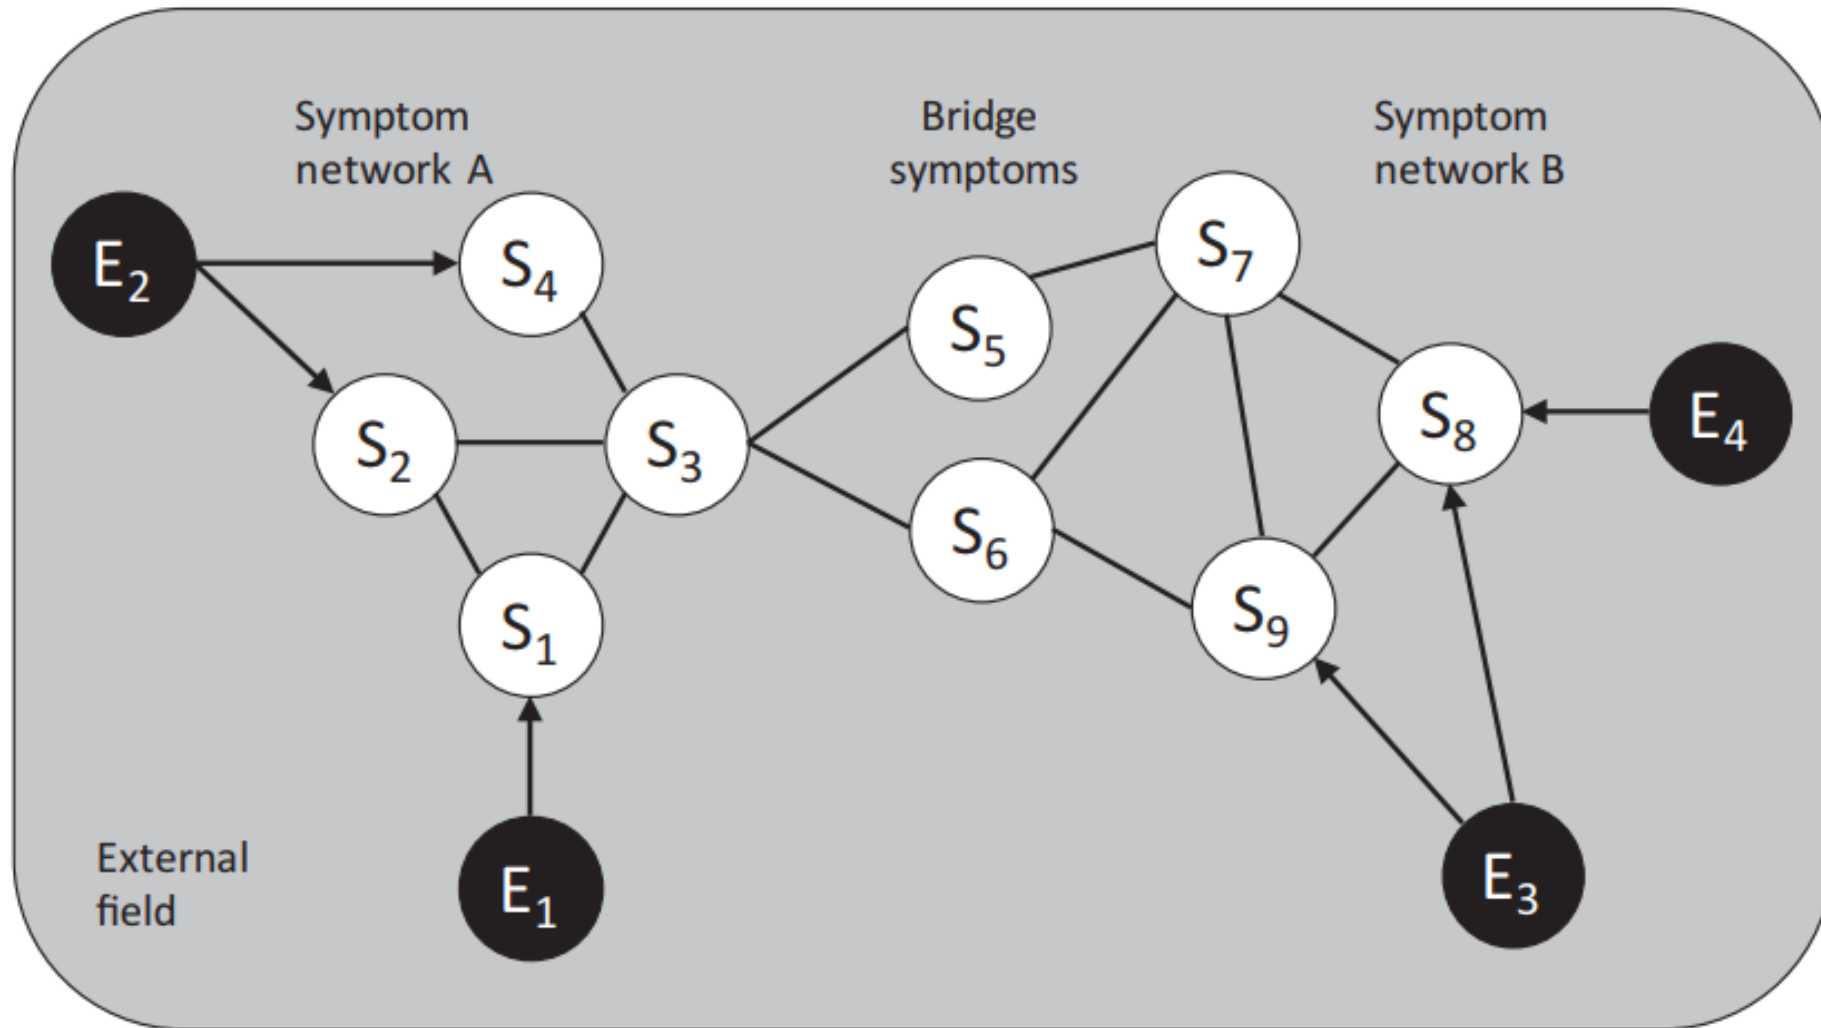 Symptom
network A
Bridge
symptoms
Symptom
network B
E₂
S₄
S₇
S₅
S₈
E₄
S₂
S₃
S₆
S₉
S₁
External
field
E₁
E₃